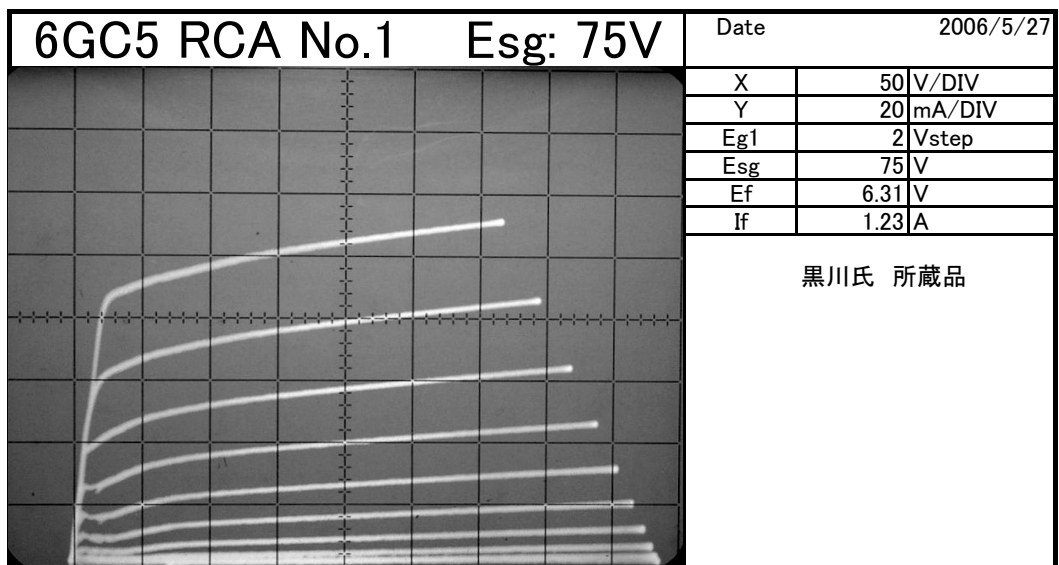 6GC5 RCA No.1 Esg: 75V
Date 2006/5/27
X 50 V/DIV
Y 20 mA/DIV
Eg1 2 Vstep
Esg 75 V
Ef 6.31 V
If 1.23 A
黒川氏 所蔵品